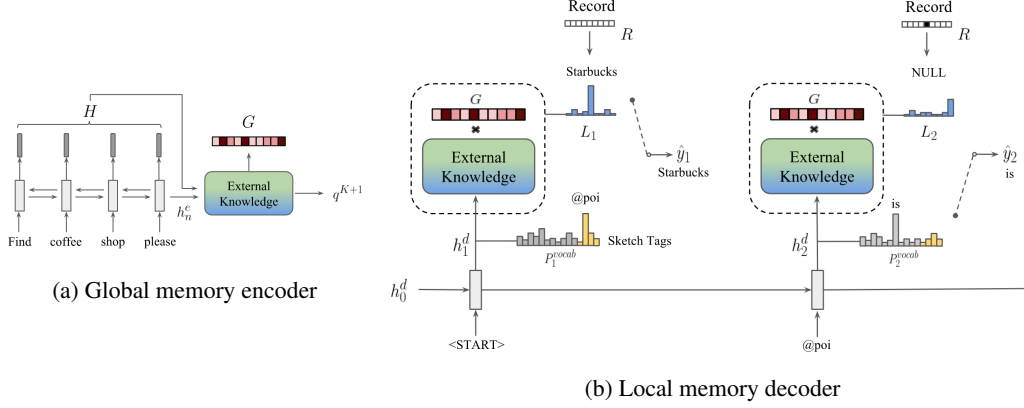 H
G
External
Knowledge
h_n^e
q^{K+1}
Find coffee shop please
(a) Global memory encoder
Record
R
Starbucks
G
L_1
External
Knowledge
ŷ_1
Starbucks
@poi
h_1^d
Sketch Tags
P_1^{vocab}
h_0^d
<START>
Record
R
NULL
G
L_2
External
Knowledge
ŷ_2
is
is
h_2^d
P_2^{vocab}
@poi
(b) Local memory decoder